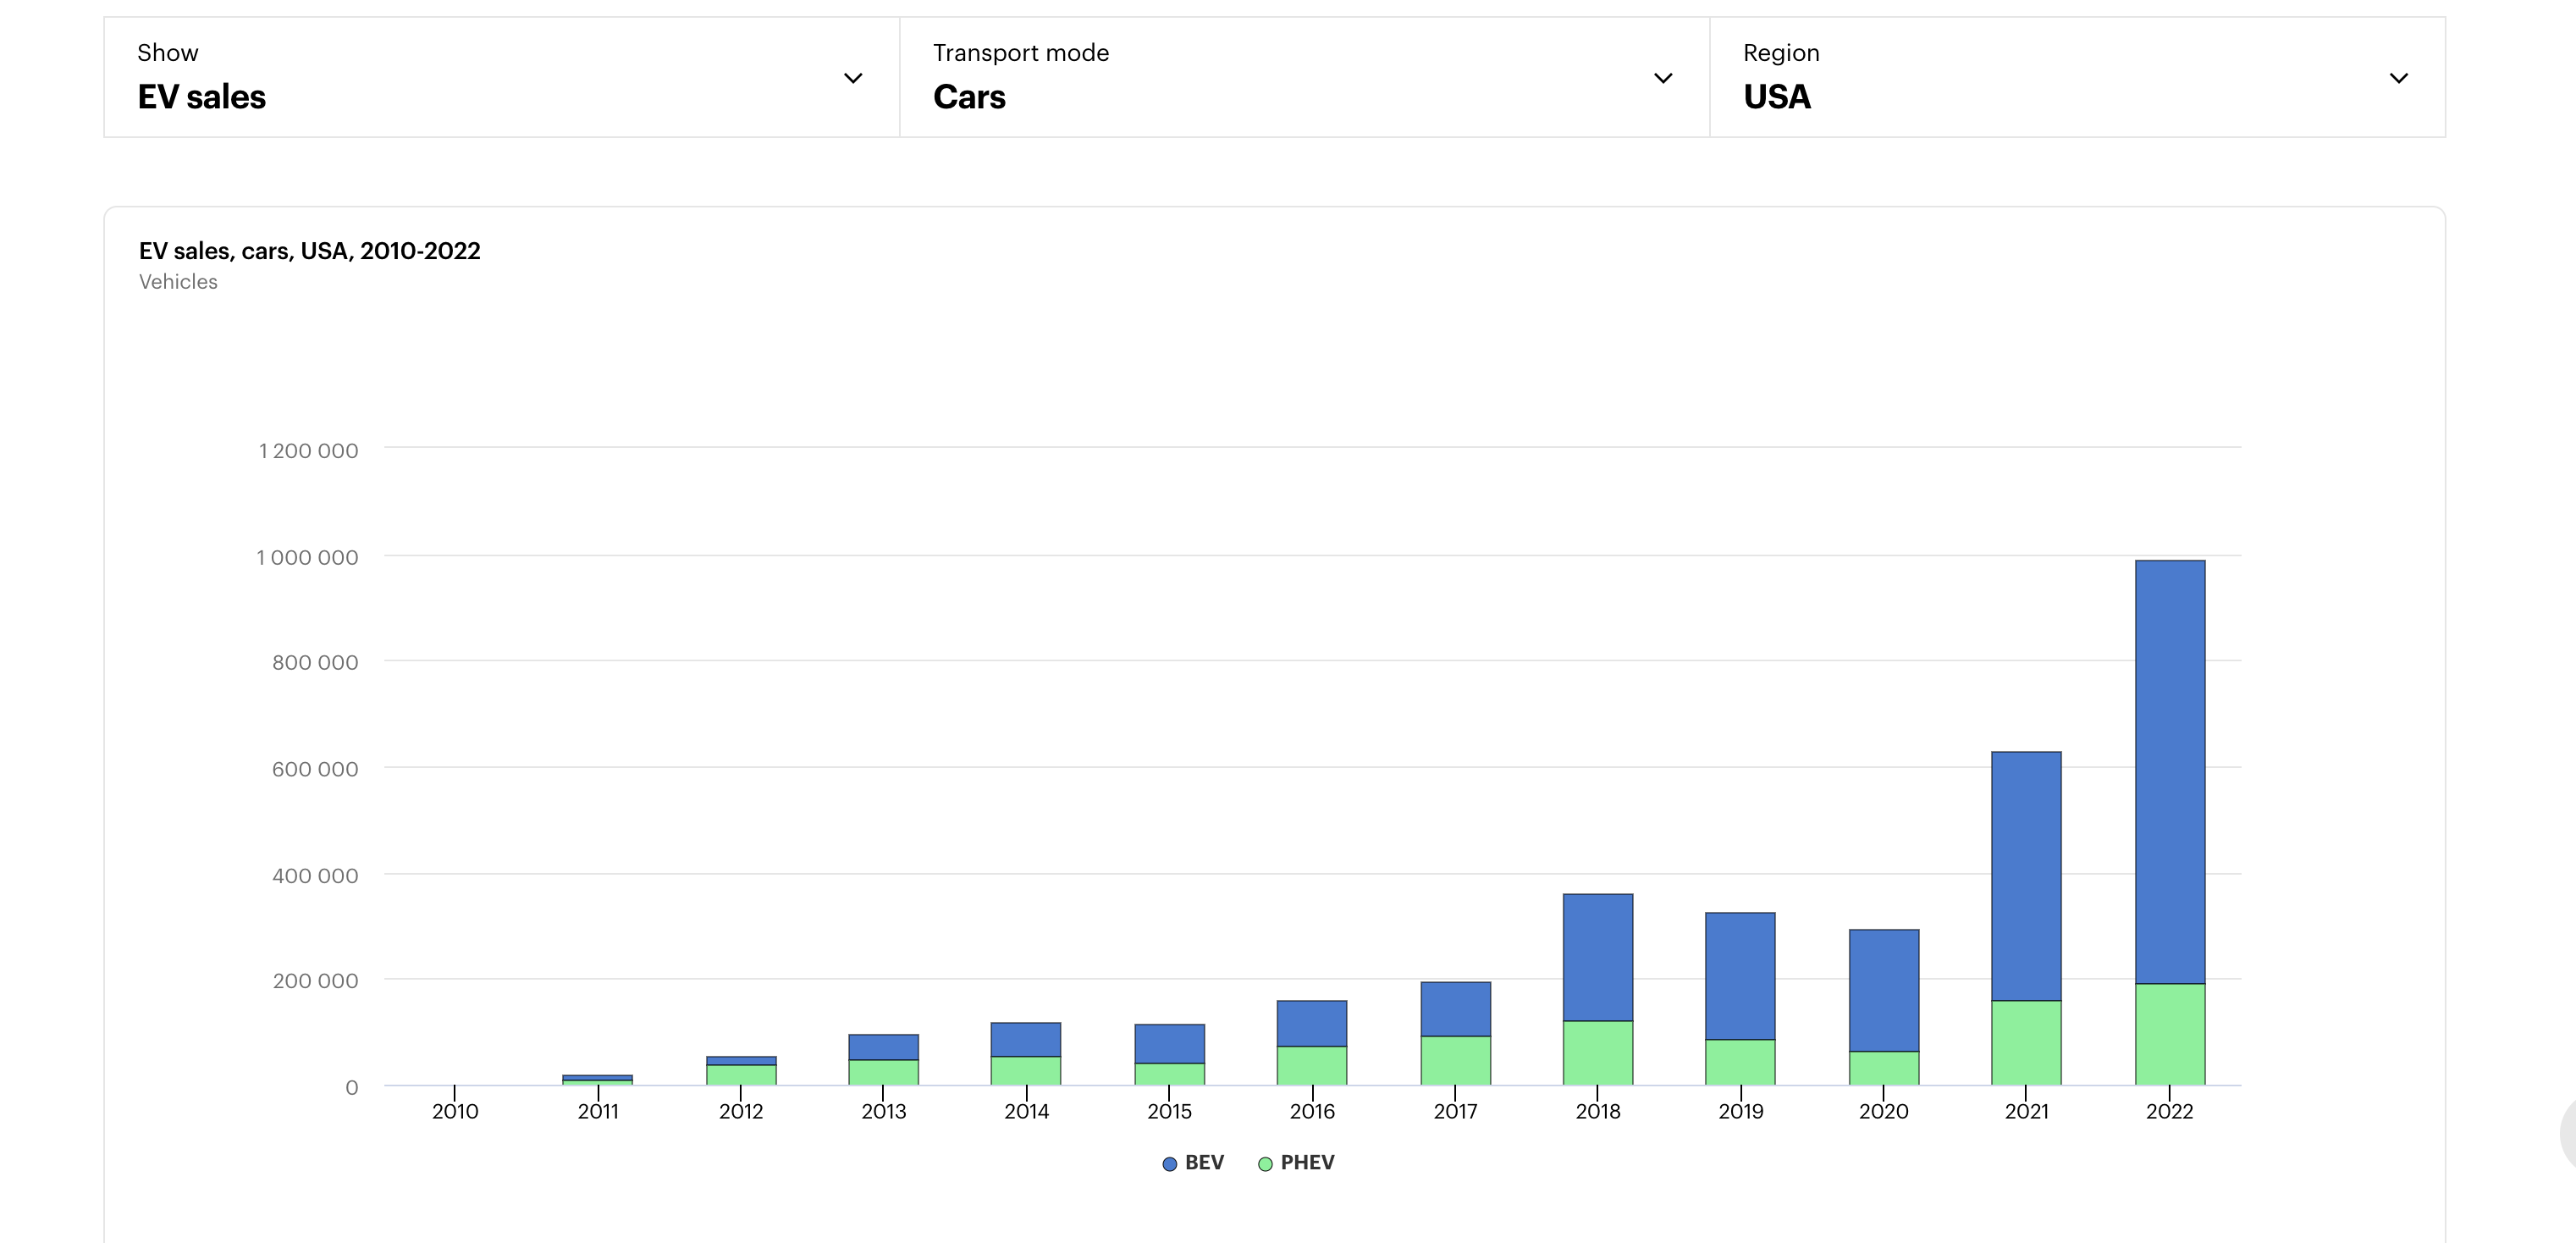 Show
EV sales
Transport mode
Cars
Region
USA
EV sales, cars, USA, 2010-2022
Vehicles
1 200 000
1 000 000
800 000
600 000
400 000
200 000
0
2010 2011 2012 2013 2014 2015 2016 2017 2018 2019 2020 2021 2022
BEV PHEV